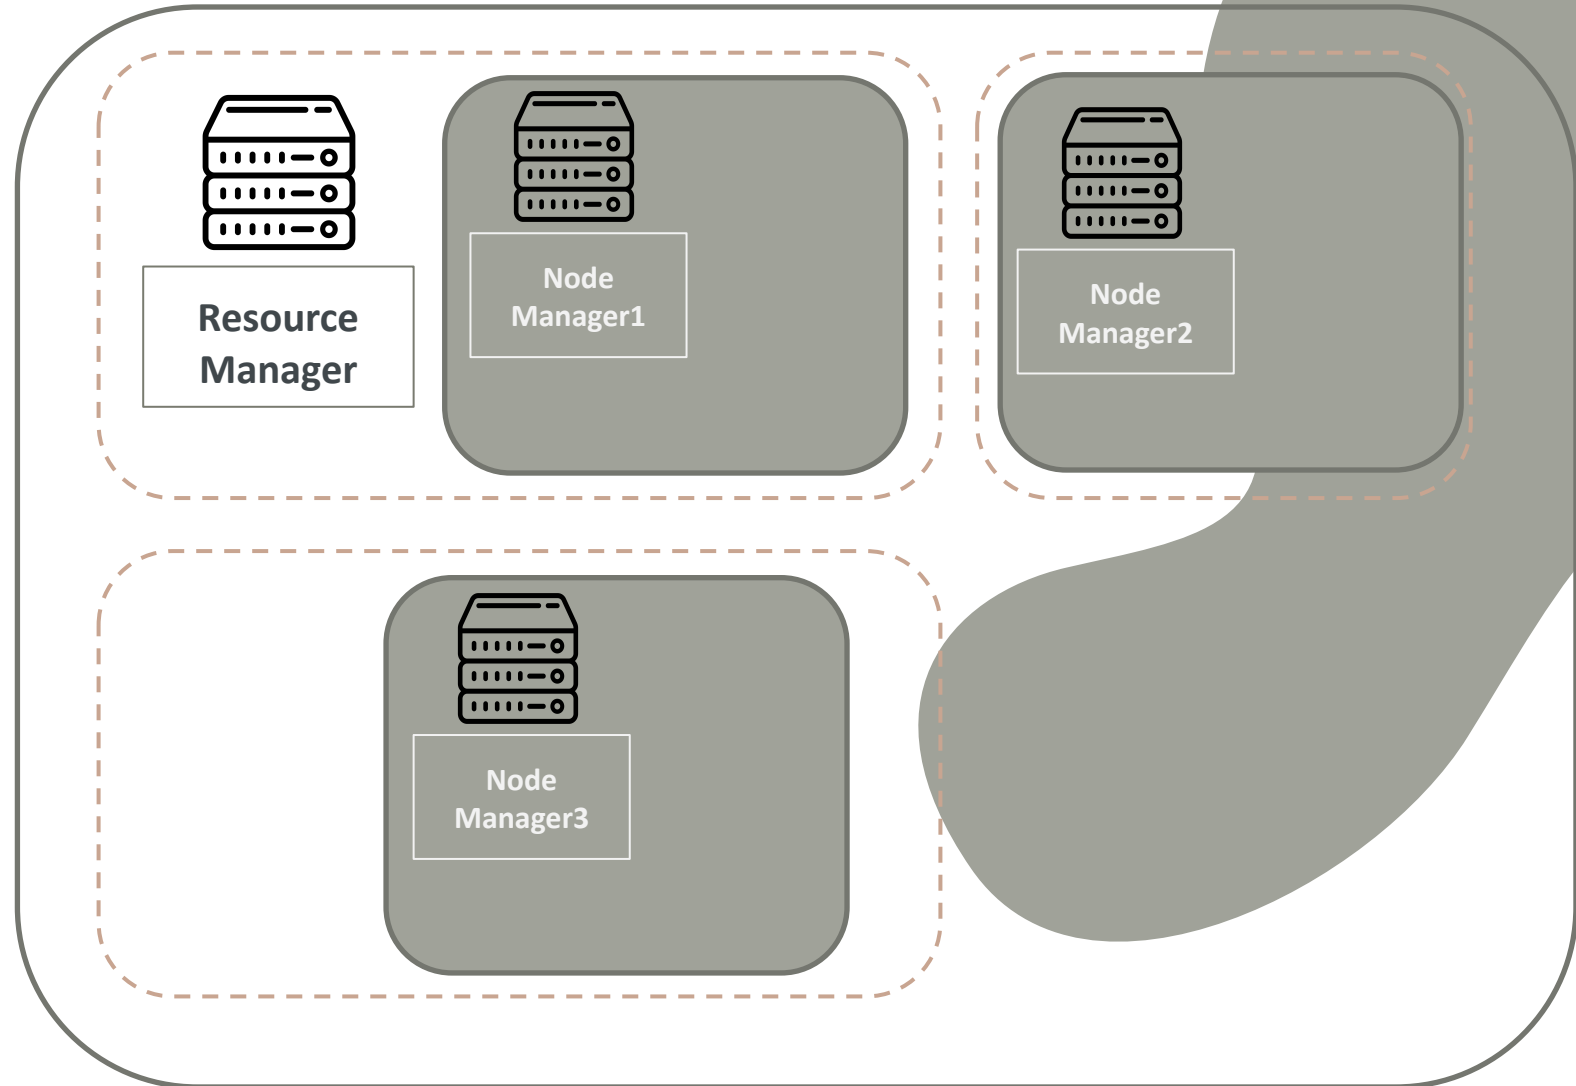 Resource
Manager
Node
Manager1
Node
Manager2
Node
Manager3